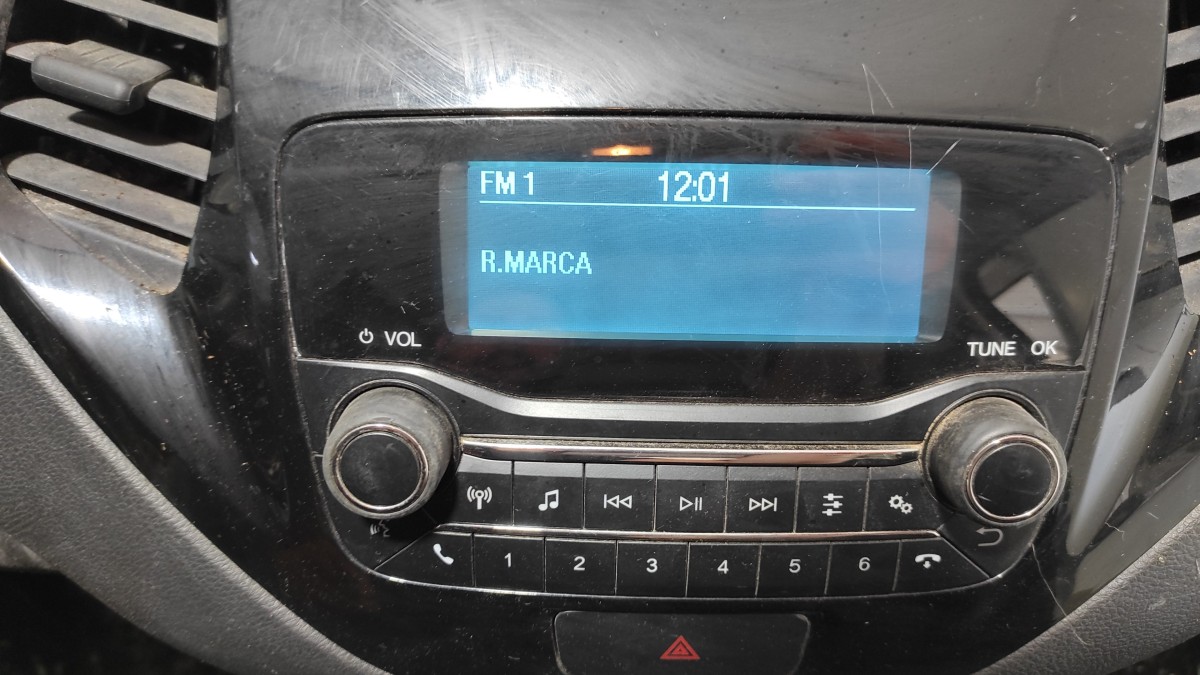 FM 1 12:01
R.MARCA
VOL
TUNE OK
1 2 3 4 5 6